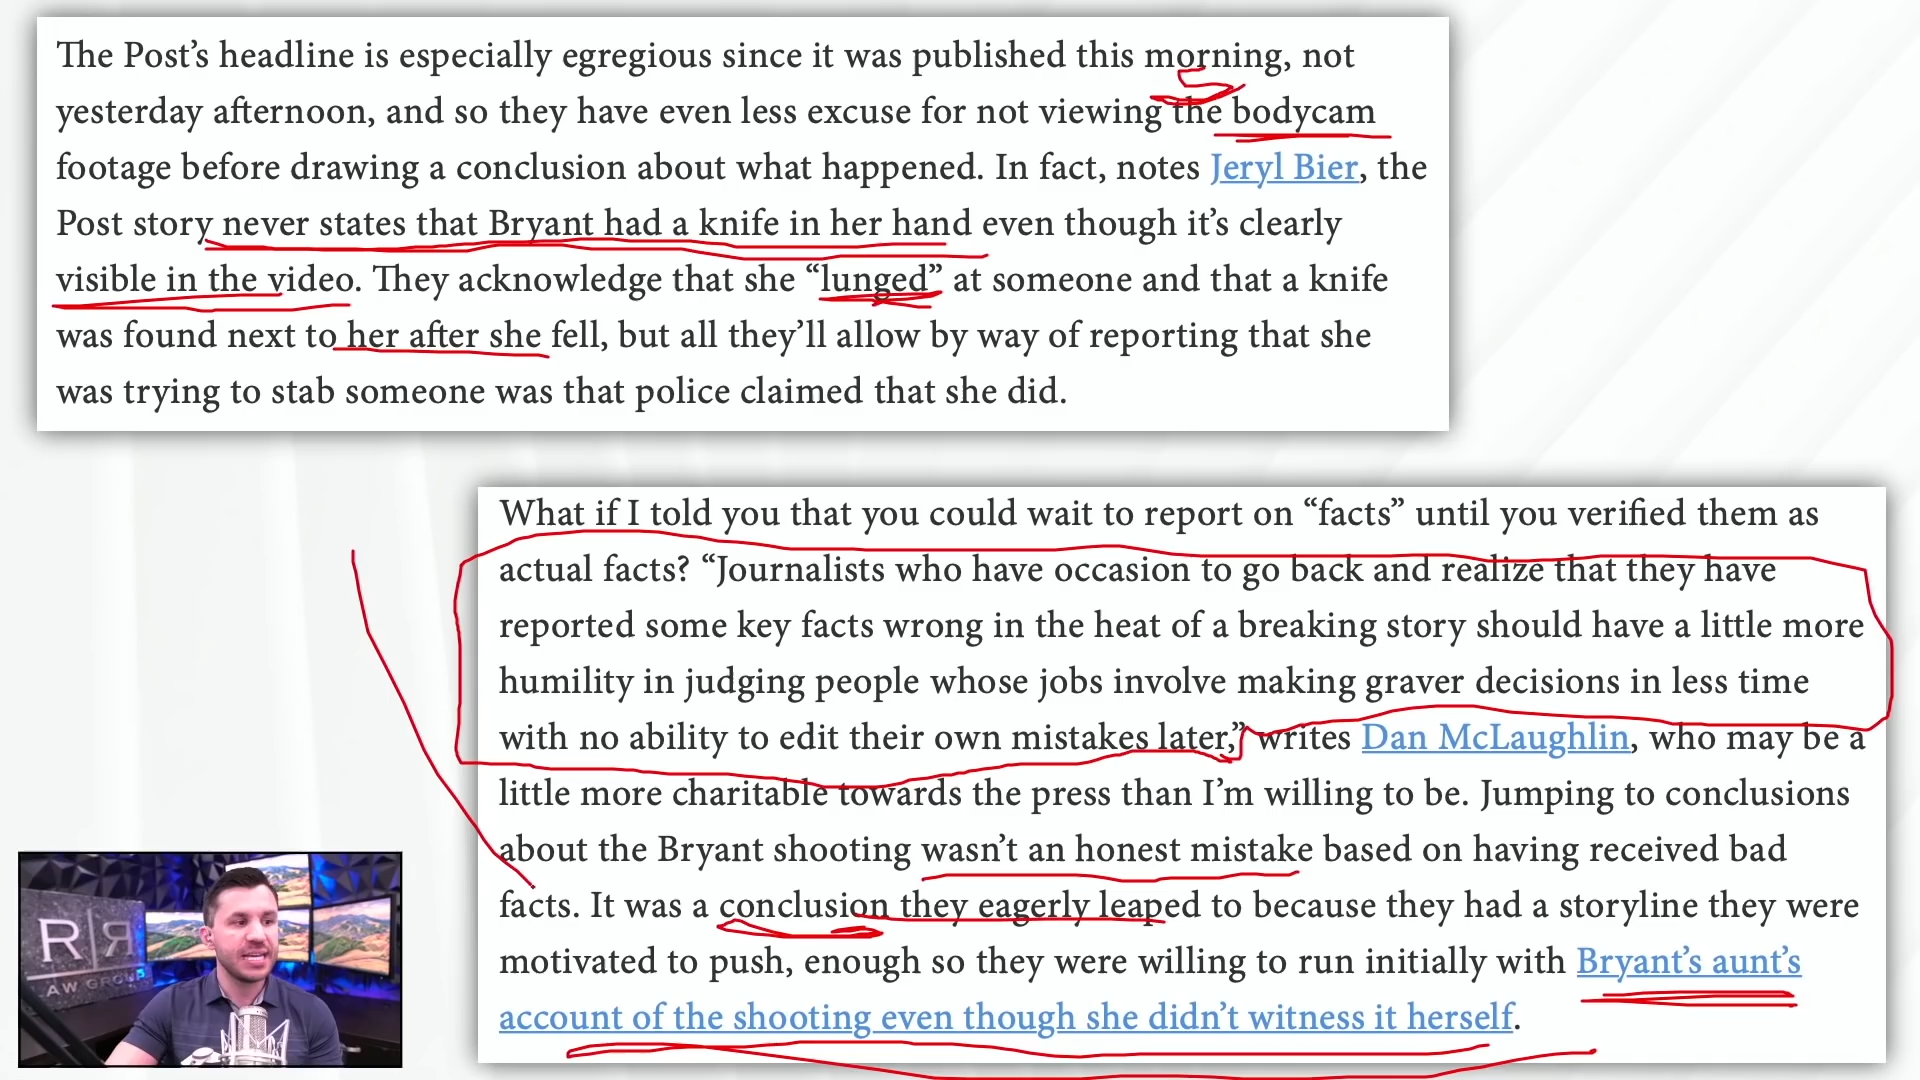 The Post’s headline is especially egregious since it was published this morning, not
yesterday afternoon, and so they have even less excuse for not viewing the bodycam
footage before drawing a conclusion about what happened. In fact, notes Jeryl Bier, the
Post story never states that Bryant had a knife in her hand even though it’s clearly
visible in the video. They acknowledge that she “lunged” at someone and that a knife
was found next to her after she fell, but all they’ll allow by way of reporting that she
was trying to stab someone was that police claimed that she did.
What if I told you that you could wait to report on “facts” until you verified them as
actual facts? “Journalists who have occasion to go back and realize that they have
reported some key facts wrong in the heat of a breaking story should have a little more
humility in judging people whose jobs involve making graver decisions in less time
with no ability to edit their own mistakes later,” writes Dan McLaughlin, who may be a
little more charitable towards the press than I’m willing to be. Jumping to conclusions
about the Bryant shooting wasn’t an honest mistake based on having received bad
facts. It was a conclusion they eagerly leaped to because they had a storyline they were
motivated to push, enough so they were willing to run initially with Bryant’s aunt’s
account of the shooting even though she didn’t witness it herself.
R|R
AW GROUP